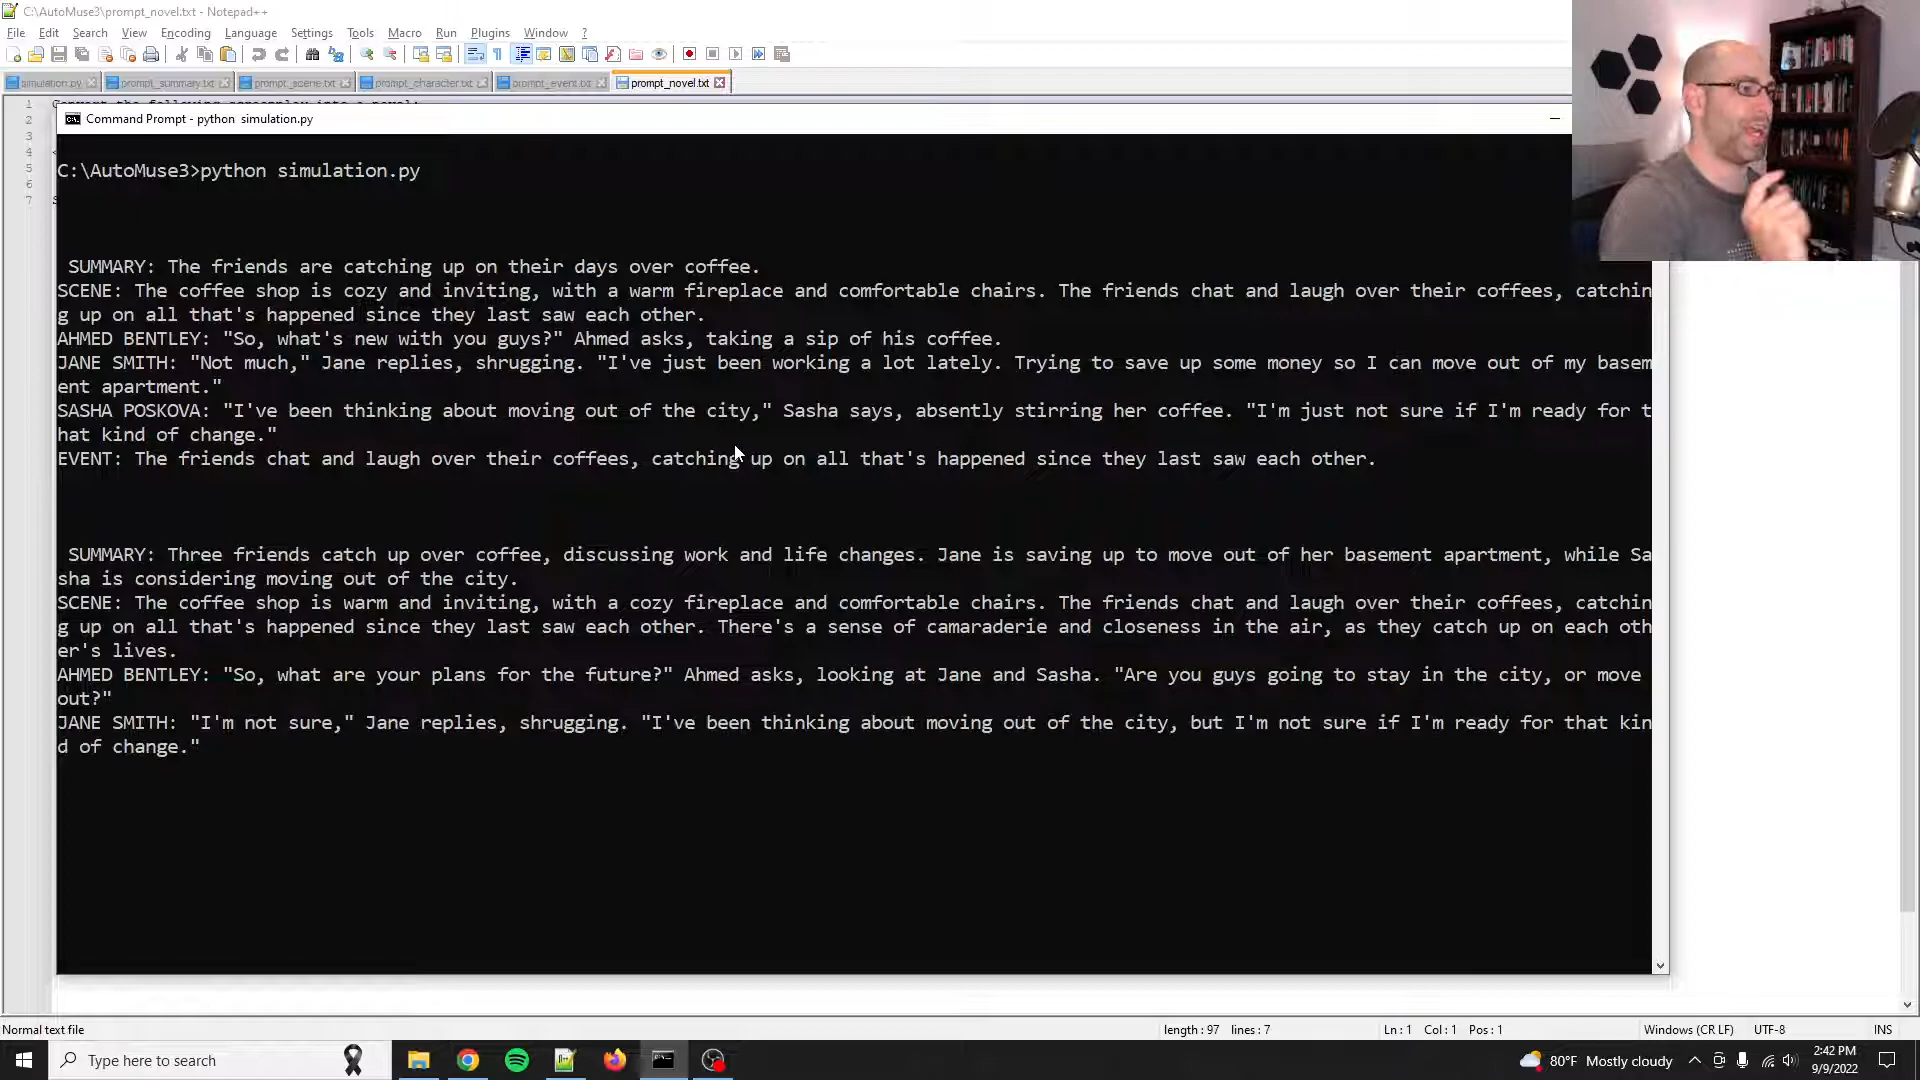 C:\AutoMuse3\prompt_novel.txt - Notepad++
File Edit Search View Encoding Language Settings Tools Macro Run Plugins Window ?
simulation.py prompt_summary.txt prompt_scene.txt prompt_character.txt prompt_event.txt prompt_novel.txt
1 Convert the following screenplay into a novel:
2
3
4
5
6
7
Command Prompt - python simulation.py
C:\AutoMuse3>python simulation.py
SUMMARY: The friends are catching up on their days over coffee.
SCENE: The coffee shop is cozy and inviting, with a warm fireplace and comfortable chairs. The friends chat and laugh over their coffees, catchin
g up on all that's happened since they last saw each other.
AHMED BENTLEY: "So, what's new with you guys?" Ahmed asks, taking a sip of his coffee.
JANE SMITH: "Not much," Jane replies, shrugging. "I've just been working a lot lately. Trying to save up some money so I can move out of my basem
ent apartment."
SASHA POSKOVA: "I've been thinking about moving out of the city," Sasha says, absently stirring her coffee. "I'm just not sure if I'm ready for t
hat kind of change."
EVENT: The friends chat and laugh over their coffees, catching up on all that's happened since they last saw each other.
SUMMARY: Three friends catch up over coffee, discussing work and life changes. Jane is saving up to move out of her basement apartment, while Sa
sha is considering moving out of the city.
SCENE: The coffee shop is warm and inviting, with a cozy fireplace and comfortable chairs. The friends chat and laugh over their coffees, catchin
g up on all that's happened since they last saw each other. There's a sense of camaraderie and closeness in the air, as they catch up on each oth
er's lives.
AHMED BENTLEY: "So, what are your plans for the future?" Ahmed asks, looking at Jane and Sasha. "Are you guys going to stay in the city, or move
out?"
JANE SMITH: "I'm not sure," Jane replies, shrugging. "I've been thinking about moving out of the city, but I'm not sure if I'm ready for that kin
d of change."
Normal text file length : 97 lines : 7 Ln : 1 Col : 1 Pos : 1 Windows (CR LF) UTF-8 INS
Type here to search 80°F Mostly cloudy 2:42 PM
9/9/2022